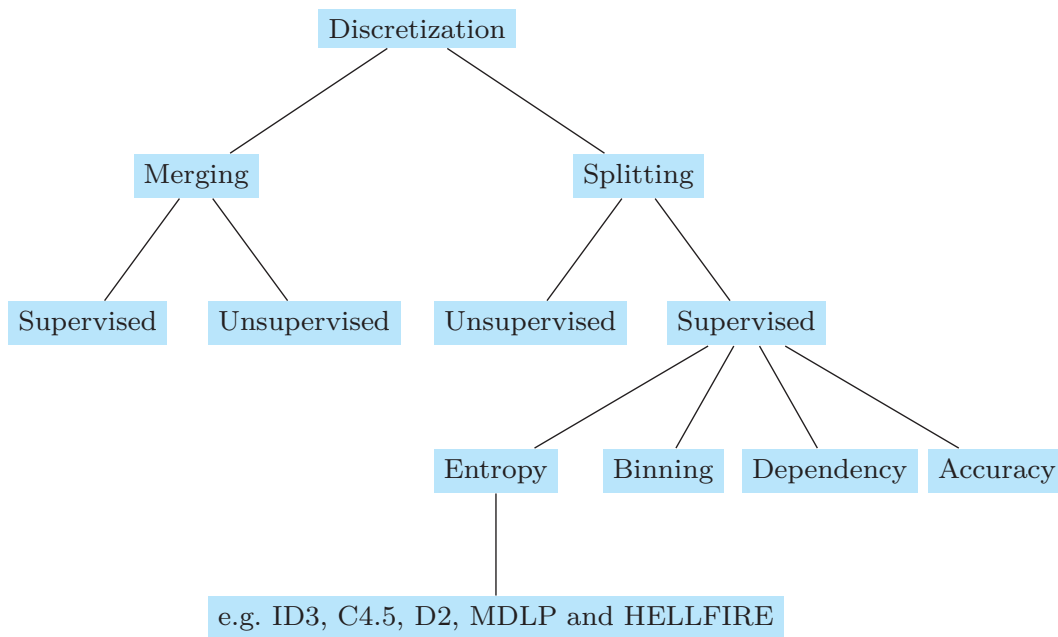 Discretization
Merging
Splitting
Supervised
Unsupervised
Unsupervised
Supervised
Entropy
Binning
Dependency
Accuracy
e.g. ID3, C4.5, D2, MDLP and HELLFIRE